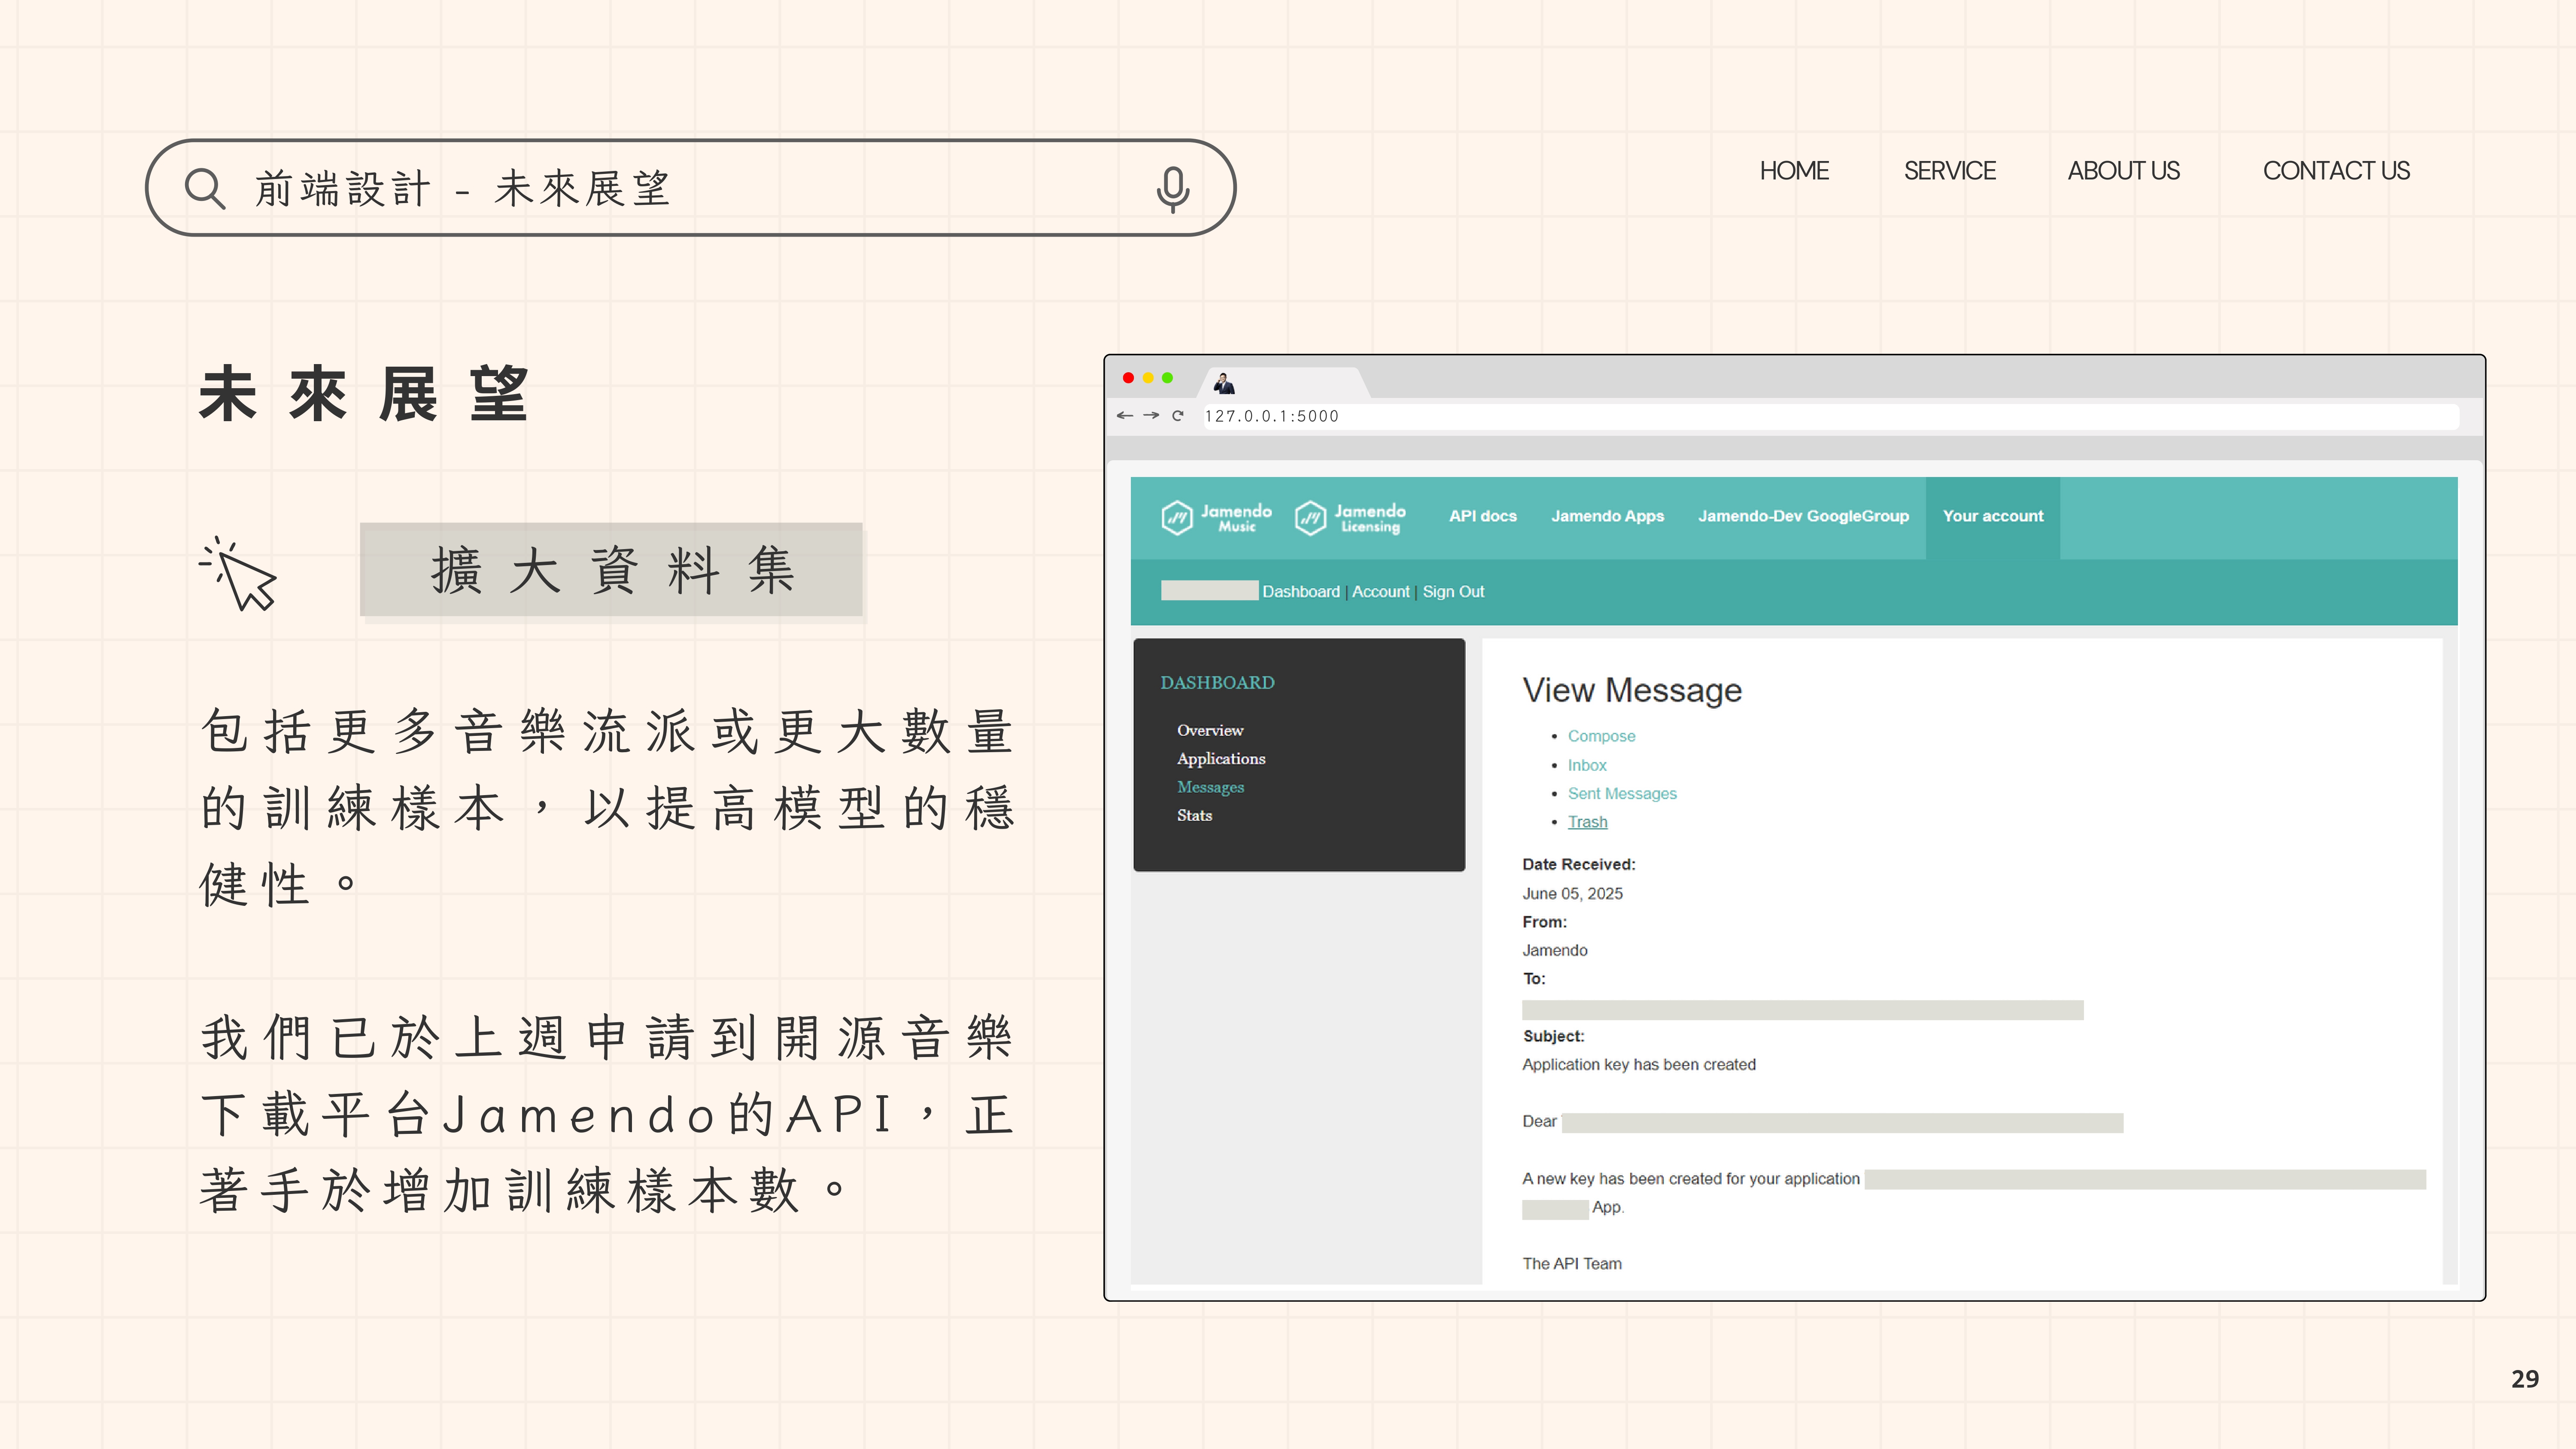 前端設計 - 未來展望
HOME
SERVICE
ABOUT US
CONTACT US
未來展望
擴大資料集
包括更多音樂流派或更大數量
的訓練樣本，以提高模型的穩
健性。
我們已於上週申請到開源音樂
下載平台Jamendo的API，正
著手於增加訓練樣本數。
127.0.0.1:5000
Jamendo
Music
Jamendo
Licensing
API docs
Jamendo Apps
Jamendo-Dev GoogleGroup
Your account
Dashboard | Account | Sign Out
DASHBOARD
Overview
Applications
Messages
Stats
View Message
• Compose
• Inbox
• Sent Messages
• Trash
Date Received:
June 05, 2025
From:
Jamendo
To:
Subject:
Application key has been created
Dear
A new key has been created for your application
App.
The API Team
29